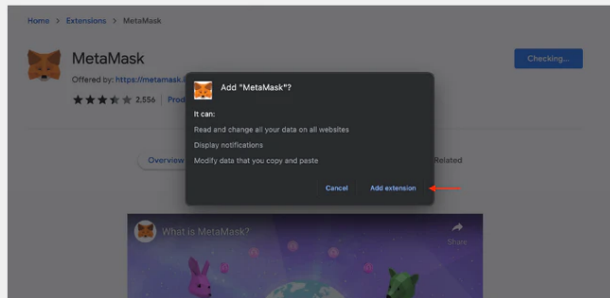 Home > Extensions > MetaMask
MetaMask
Checking...
Offered by: https://metamask.
2,556
Add "MetaMask"?
It can:
Read and change all your data on all websites
Display notifications
Modify data that you copy and paste
Overview
Related
Cancel
Add extension
What is MetaMask?
Share